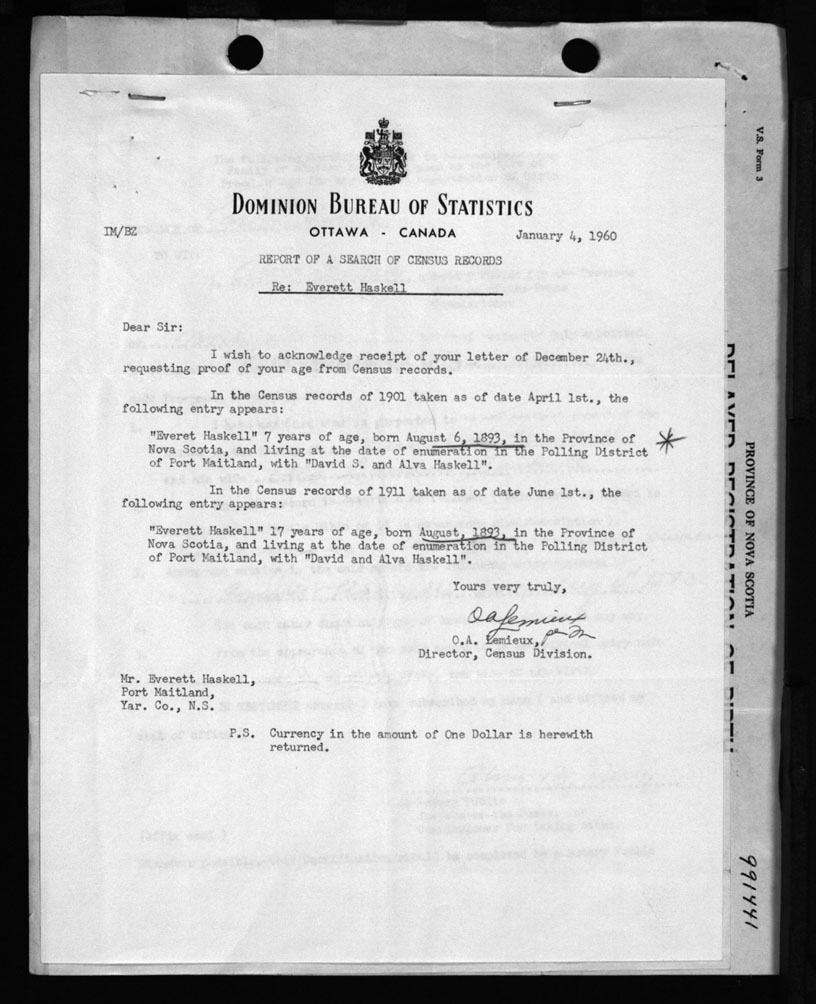 DOMINION BUREAU OF STATISTICS
IM/BZ
OTTAWA - CANADA
January 4, 1960
REPORT OF A SEARCH OF CENSUS RECORDS
Re: Everett Haskell
Dear Sir:
I wish to acknowledge receipt of your letter of December 24th.,
requesting proof of your age from Census records.
In the Census records of 1901 taken as of date April 1st., the
following entry appears:
"Everet Haskell" 7 years of age, born August 6, 1893, in the Province of
Nova Scotia, and living at the date of enumeration in the Polling District
of Port Maitland, with "David S. and Alva Haskell".
In the Census records of 1911 taken as of date June 1st., the
following entry appears:
"Everett Haskell" 17 years of age, born August, 1893, in the Province of
Nova Scotia, and living at the date of enumeration in the Polling District
of Port Maitland, with "David and Alva Haskell".
Yours very truly,
OALemieux
O.A. Lemieux,
Director, Census Division.
Mr. Everett Haskell,
Port Maitland,
Yar. Co., N.S.
P.S. Currency in the amount of One Dollar is herewith
returned.
V.S. Form 3
PROVINCE OF NOVA SCOTIA
DELAYED REGISTRATION OF BIRTH
991441